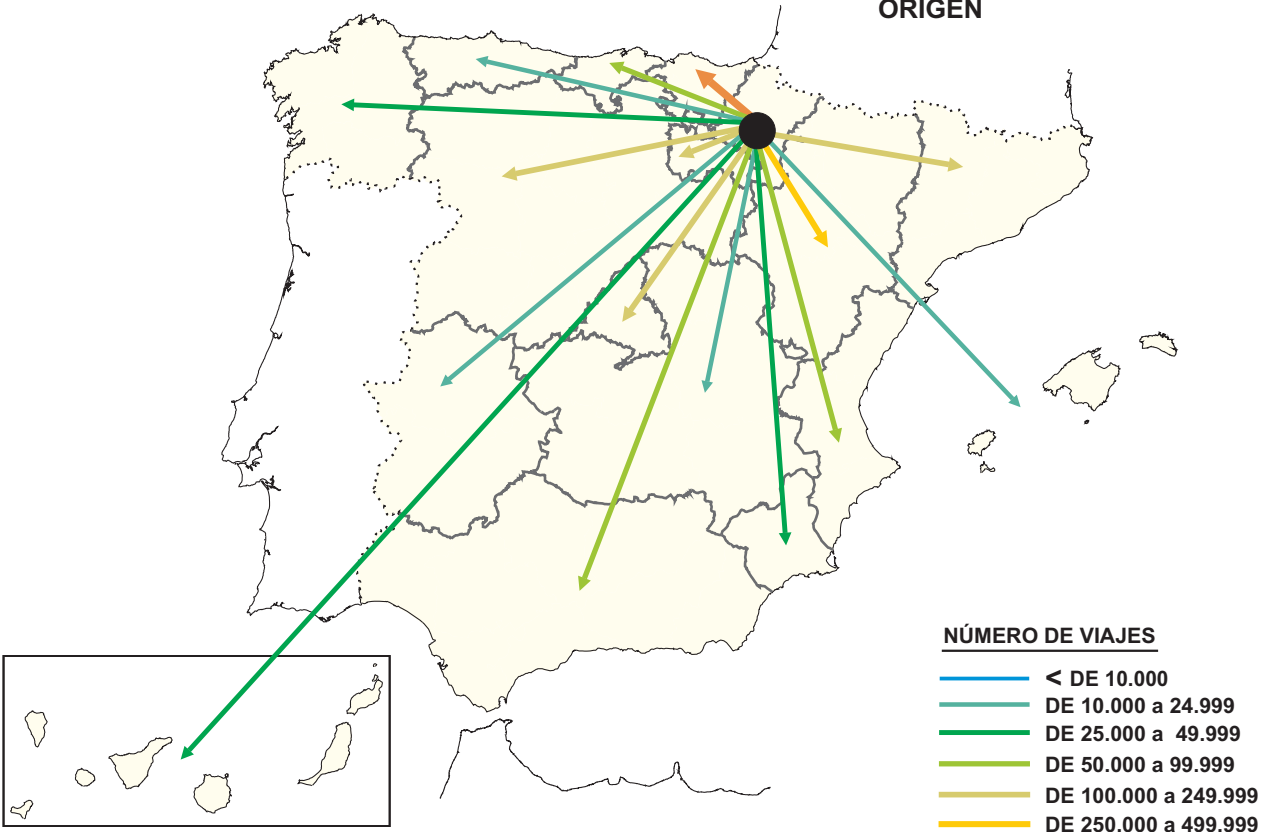 ORIGEN
NÚMERO DE VIAJES
< DE 10.000
DE 10.000 a 24.999
DE 25.000 a 49.999
DE 50.000 a 99.999
DE 100.000 a 249.999
DE 250.000 a 499.999